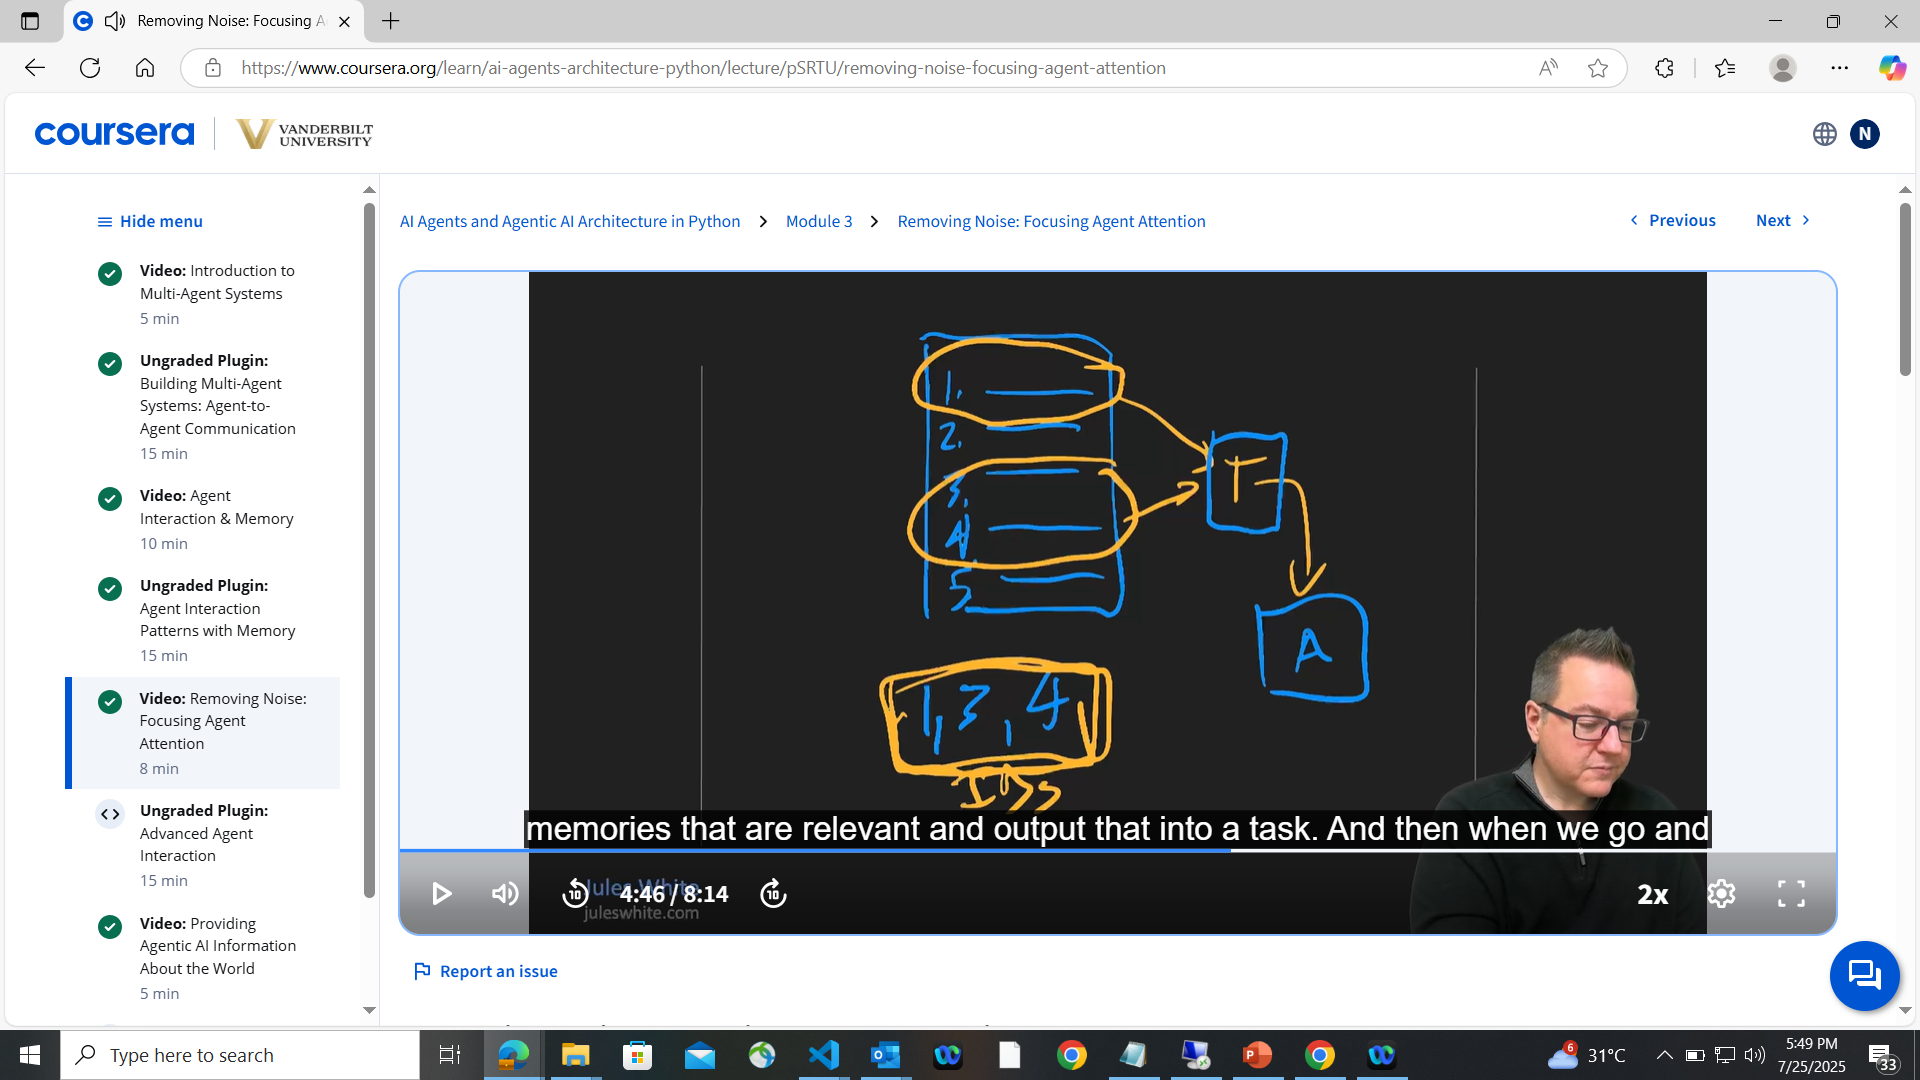 Removing Noise: Focusing A
https://www.coursera.org/learn/ai-agents-architecture-python/lecture/pSRTU/removing-noise-focusing-agent-attention
coursera
VANDERBILT
UNIVERSITY
N
Hide menu
Video: Introduction to
Multi-Agent Systems
5 min
Ungraded Plugin:
Building Multi-Agent
Systems: Agent-to-
Agent Communication
15 min
Video: Agent
Interaction & Memory
10 min
Ungraded Plugin:
Agent Interaction
Patterns with Memory
15 min
Video: Removing Noise:
Focusing Agent
Attention
8 min
Ungraded Plugin:
Advanced Agent
Interaction
15 min
Video: Providing
Agentic AI Information
About the World
5 min
AI Agents and Agentic AI Architecture in Python
Module 3
Removing Noise: Focusing Agent Attention
Previous
Next
1.
2.
3.
4
5
T
A
1, 3, 4
memories that are relevant and output that into a task. And then when we go and
Jules White
juleswhite.com
10
4:46 / 8:14
10
2x
Report an issue
Type here to search
6
31°C
5:49 PM
7/25/2025
33